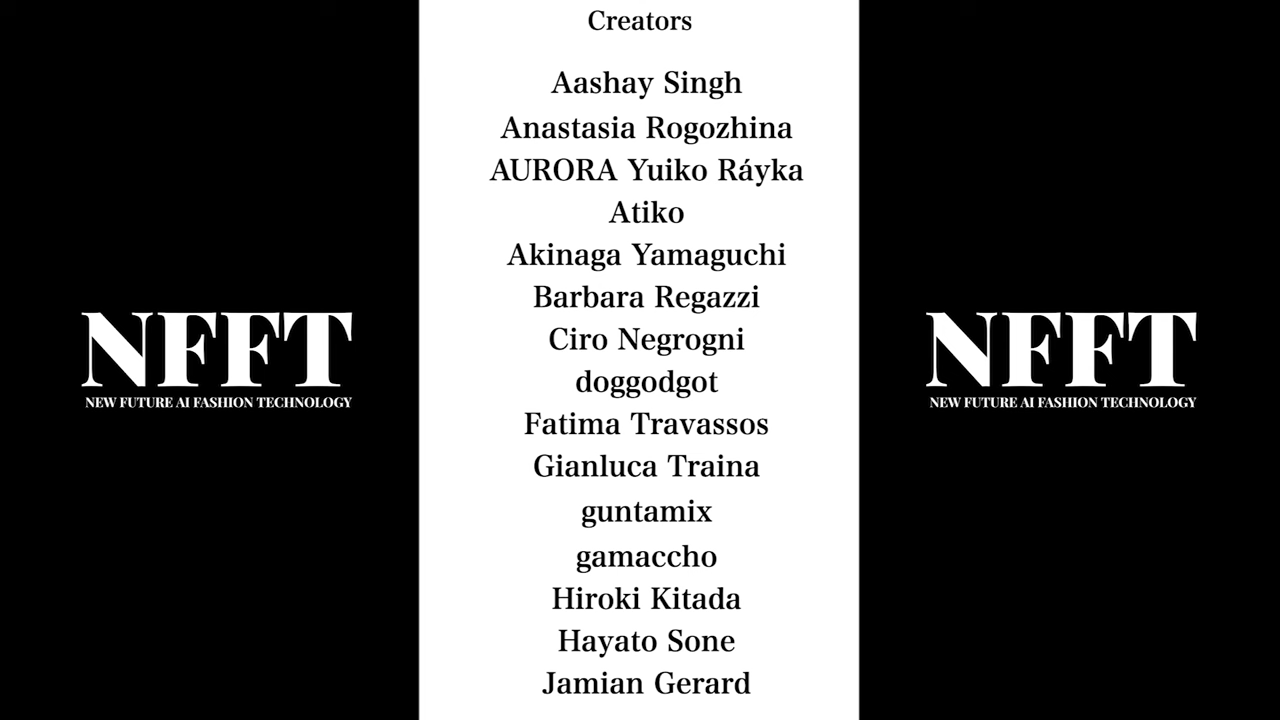 Creators
Aashay Singh
Anastasia Rogozhina
AURORA Yuiko Ráyka
Atiko
Akinaga Yamaguchi
Barbara Regazzi
Ciro Negrogni
doggodgot
Fatima Travassos
Gianluca Traina
guntamix
gamaccho
Hiroki Kitada
Hayato Sone
Jamian Gerard
NFFT
NEW FUTURE AI FASHION TECHNOLOGY
NFFT
NEW FUTURE AI FASHION TECHNOLOGY